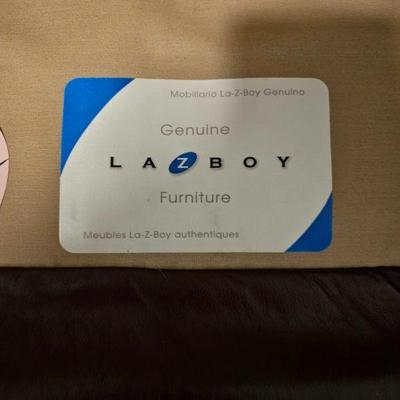 Mobiliario La-Z-Boy Genuino
Genuine
LAZBOY
Furniture
Meubles La-Z-Boy authentiques